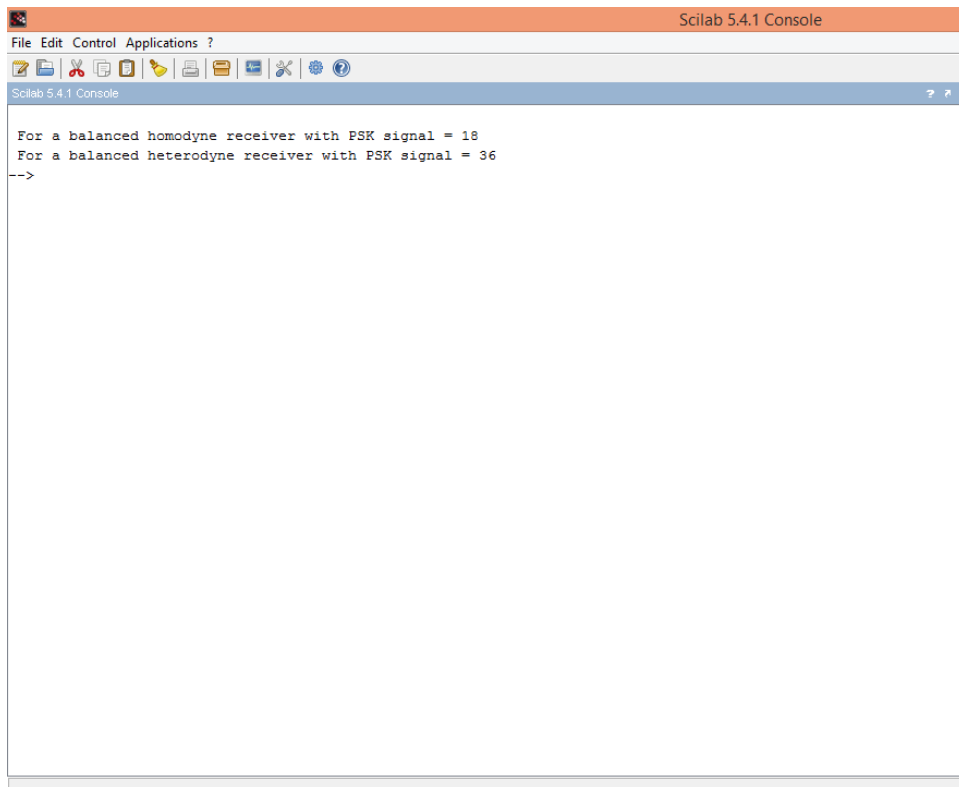 Scilab 5.4.1 Console
File Edit Control Applications ?
Scilab 5.4.1 Console
For a balanced homodyne receiver with PSK signal = 18
For a balanced heterodyne receiver with PSK signal = 36
-->